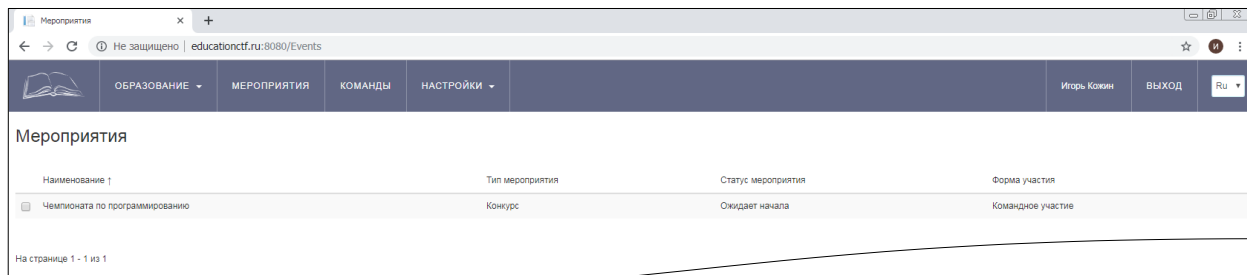 Мероприятия
Не защищено | educationctf.ru:8080/Events
И
ОБРАЗОВАНИЕ МЕРОПРИЯТИЯ КОМАНДЫ НАСТРОЙКИ Игорь Кожин ВЫХОД Ru
Мероприятия
Наименование ↑ Тип мероприятия Статус мероприятия Форма участия
Чемпионата по программированию Конкурс Ожидает начала Командное участие
На странице 1 - 1 из 1